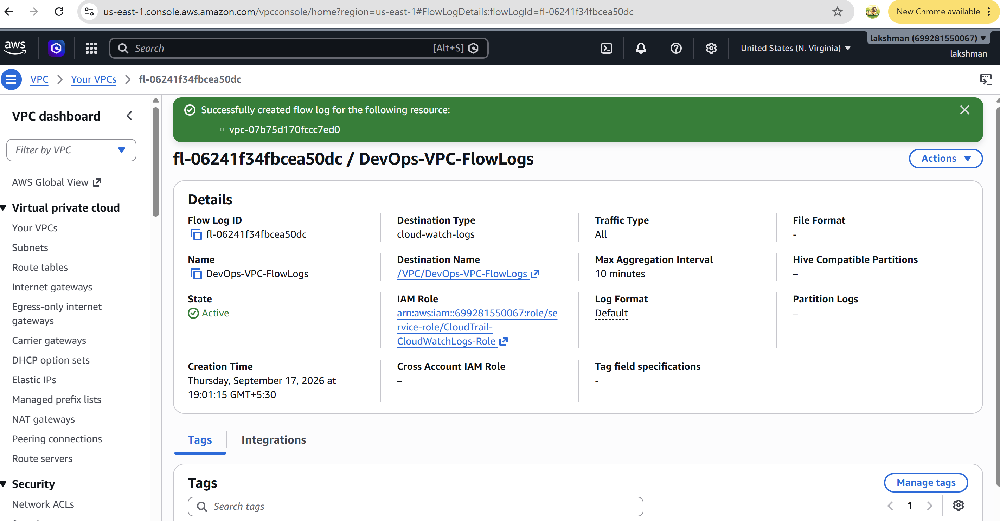 us-east-1.console.aws.amazon.com/vpcconsole/home?region=us-east-1#FlowLogDetails:flowLogId=fl-06241f34fbcea50dc
New Chrome available
aws
Search
[Alt+S]
United States (N. Virginia)
lakshman (699281550067)
lakshman
VPC
Your VPCs
fl-06241f34fbcea50dc
VPC dashboard
Filter by VPC
AWS Global View
Virtual private cloud
Your VPCs
Subnets
Route tables
Internet gateways
Egress-only internet
gateways
Carrier gateways
DHCP option sets
Elastic IPs
Managed prefix lists
NAT gateways
Peering connections
Route servers
Security
Network ACLs
Successfully created flow log for the following resource:
vpc-07b75d170fccc7ed0
fl-06241f34fbcea50dc / DevOps-VPC-FlowLogs
Actions
Details
Flow Log ID
fl-06241f34fbcea50dc
Destination Type
cloud-watch-logs
Traffic Type
All
File Format
-
Name
DevOps-VPC-FlowLogs
Destination Name
/VPC/DevOps-VPC-FlowLogs
Max Aggregation Interval
10 minutes
Hive Compatible Partitions
–
State
Active
IAM Role
arn:aws:iam::699281550067:role/se
rvice-role/CloudTrail-
CloudWatchLogs-Role
Log Format
Default
Partition Logs
–
Creation Time
Thursday, September 17, 2026 at
19:01:15 GMT+5:30
Cross Account IAM Role
–
Tag field specifications
-
Tags
Integrations
Tags
Manage tags
Search tags
1